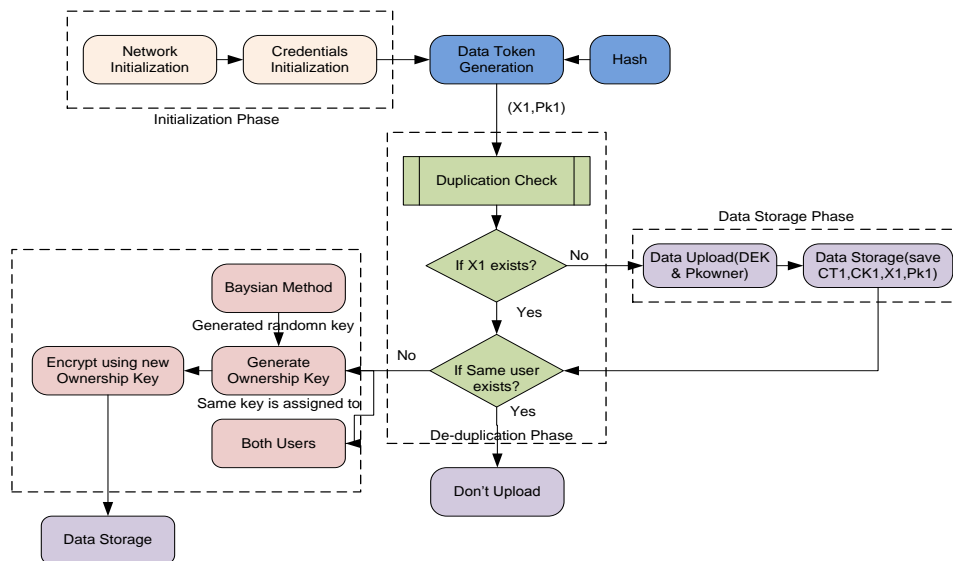 Network
Initialization
Credentials
Initialization
Initialization Phase
Data Token
Generation
Hash
(X1,Pk1)
Duplication Check
If X1 exists?
No
Yes
If Same user
exists?
No
Yes
De-duplication Phase
Don't Upload
Data Storage Phase
Data Upload(DEK
& Pkowner)
Data Storage(save
CT1,CK1,X1,Pk1)
Baysian Method
Generated randomn key
Generate
Ownership Key
Encrypt using new
Ownership Key
Same key is assigned to
Both Users
Data Storage